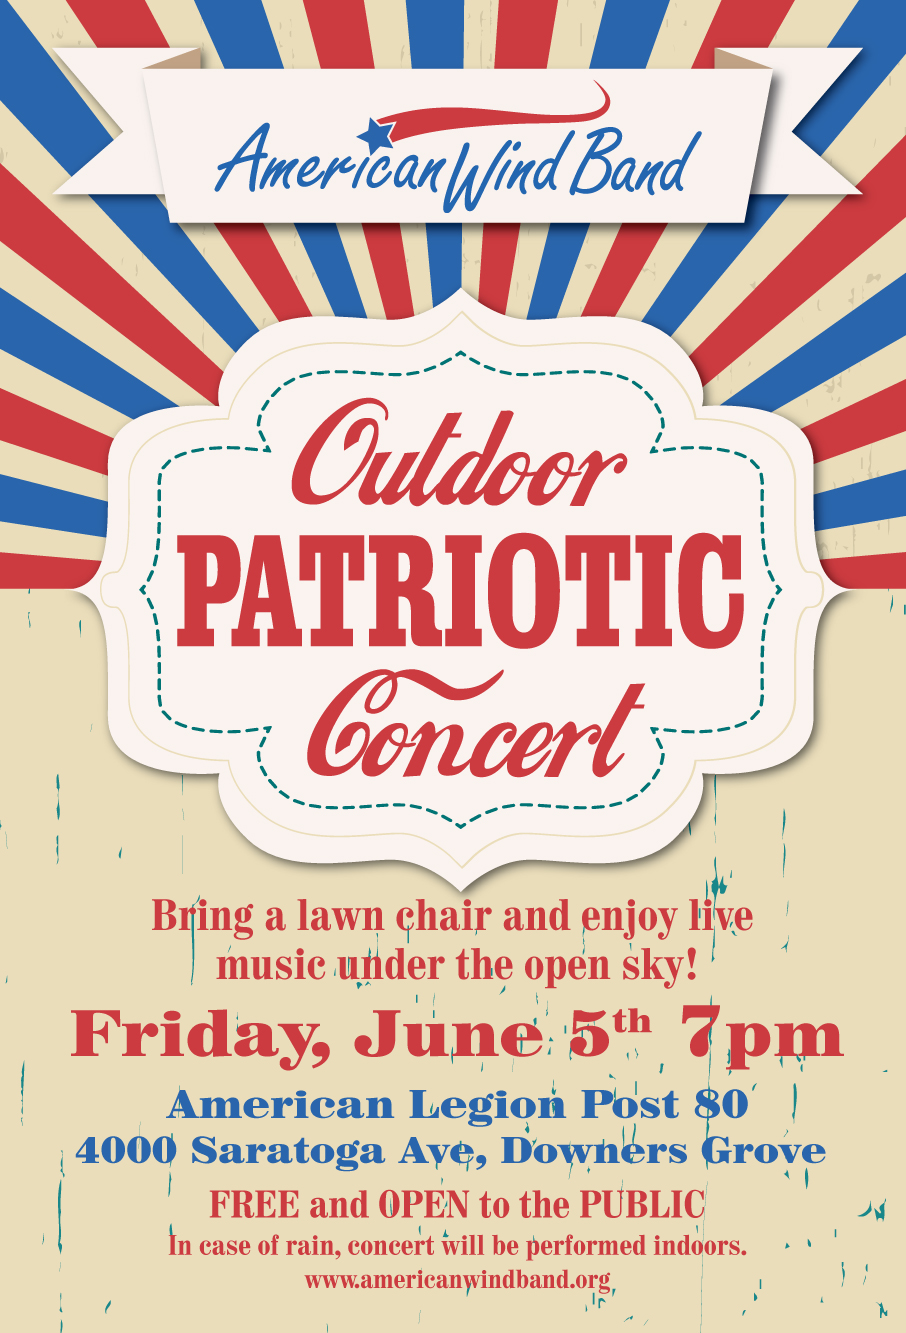 American Wind Band
Outdoor
PATRIOTIC
Concert
Bring a lawn chair and enjoy live
music under the open sky!
Friday, June 5th 7pm
American Legion Post 80
4000 Saratoga Ave, Downers Grove
FREE and OPEN to the PUBLIC
In case of rain, concert will be performed indoors.
www.americanwindband.org